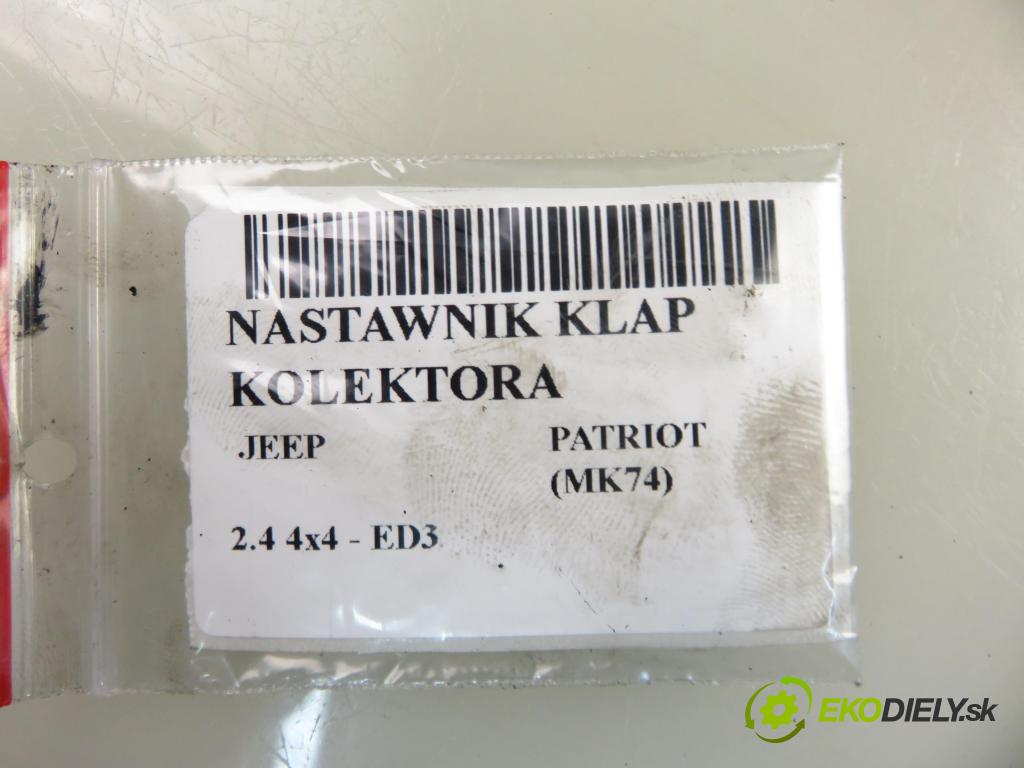 NASTAWNIK KLAP
KOLEKTORA
JEEP PATRIOT
(MK74)
2.4 4x4 - ED3
EKODIELY.sk